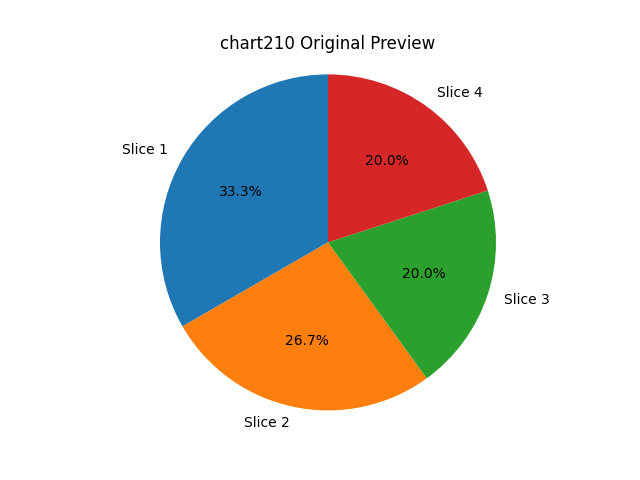 chart210 Original Preview
Slice 4
Slice 1
20.0%
33.3%
20.0%
Slice 3
26.7%
Slice 2